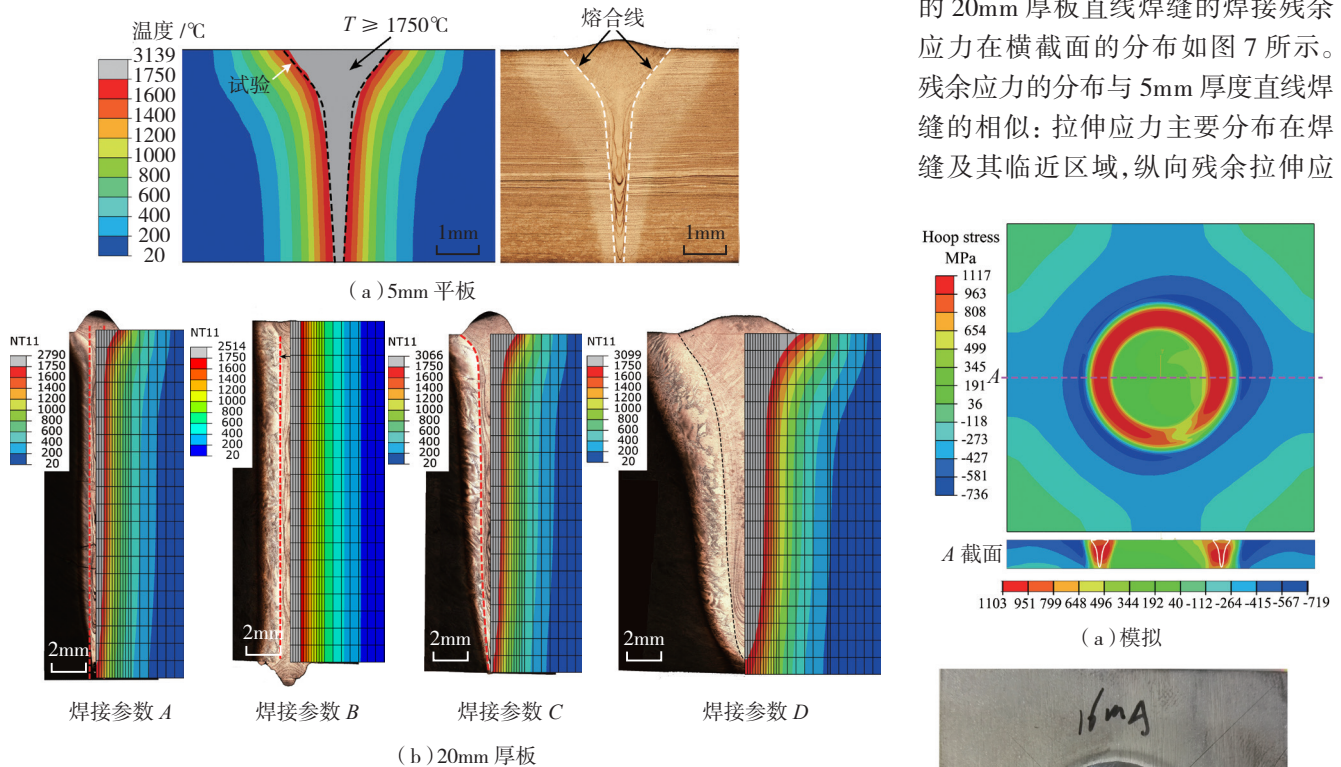 温度 /℃
3139
1750
1600
1400
1200
1000
800
600
400
200
20
T ≥ 1750℃
试验
1mm
熔合线
1mm
(a)5mm 平板
NT11
2790
1750
1600
1400
1200
1000
800
600
400
200
20
2mm
焊接参数 A
NT11
2514
1750
1600
1400
1200
1000
800
600
400
200
20
2mm
焊接参数 B
NT11
3066
1750
1600
1400
1200
1000
800
600
400
200
20
2mm
焊接参数 C
NT11
3099
1750
1600
1400
1200
1000
800
600
400
200
20
2mm
焊接参数 D
(b)20mm 厚板
的 20mm 厚板直线焊缝的焊接残余
应力在横截面的分布如图 7 所示。
残余应力的分布与 5mm 厚度直线焊
缝的相似：拉伸应力主要分布在焊
缝及其临近区域，纵向残余拉伸应
Hoop stress
MPa
1117
963
808
654
499
345
191
36
-118
-273
-427
-581
-736
A
A 截面
1103 951 799 648 496 344 192 40 -112 -264 -415 -567 -719
(a)模拟
16mA